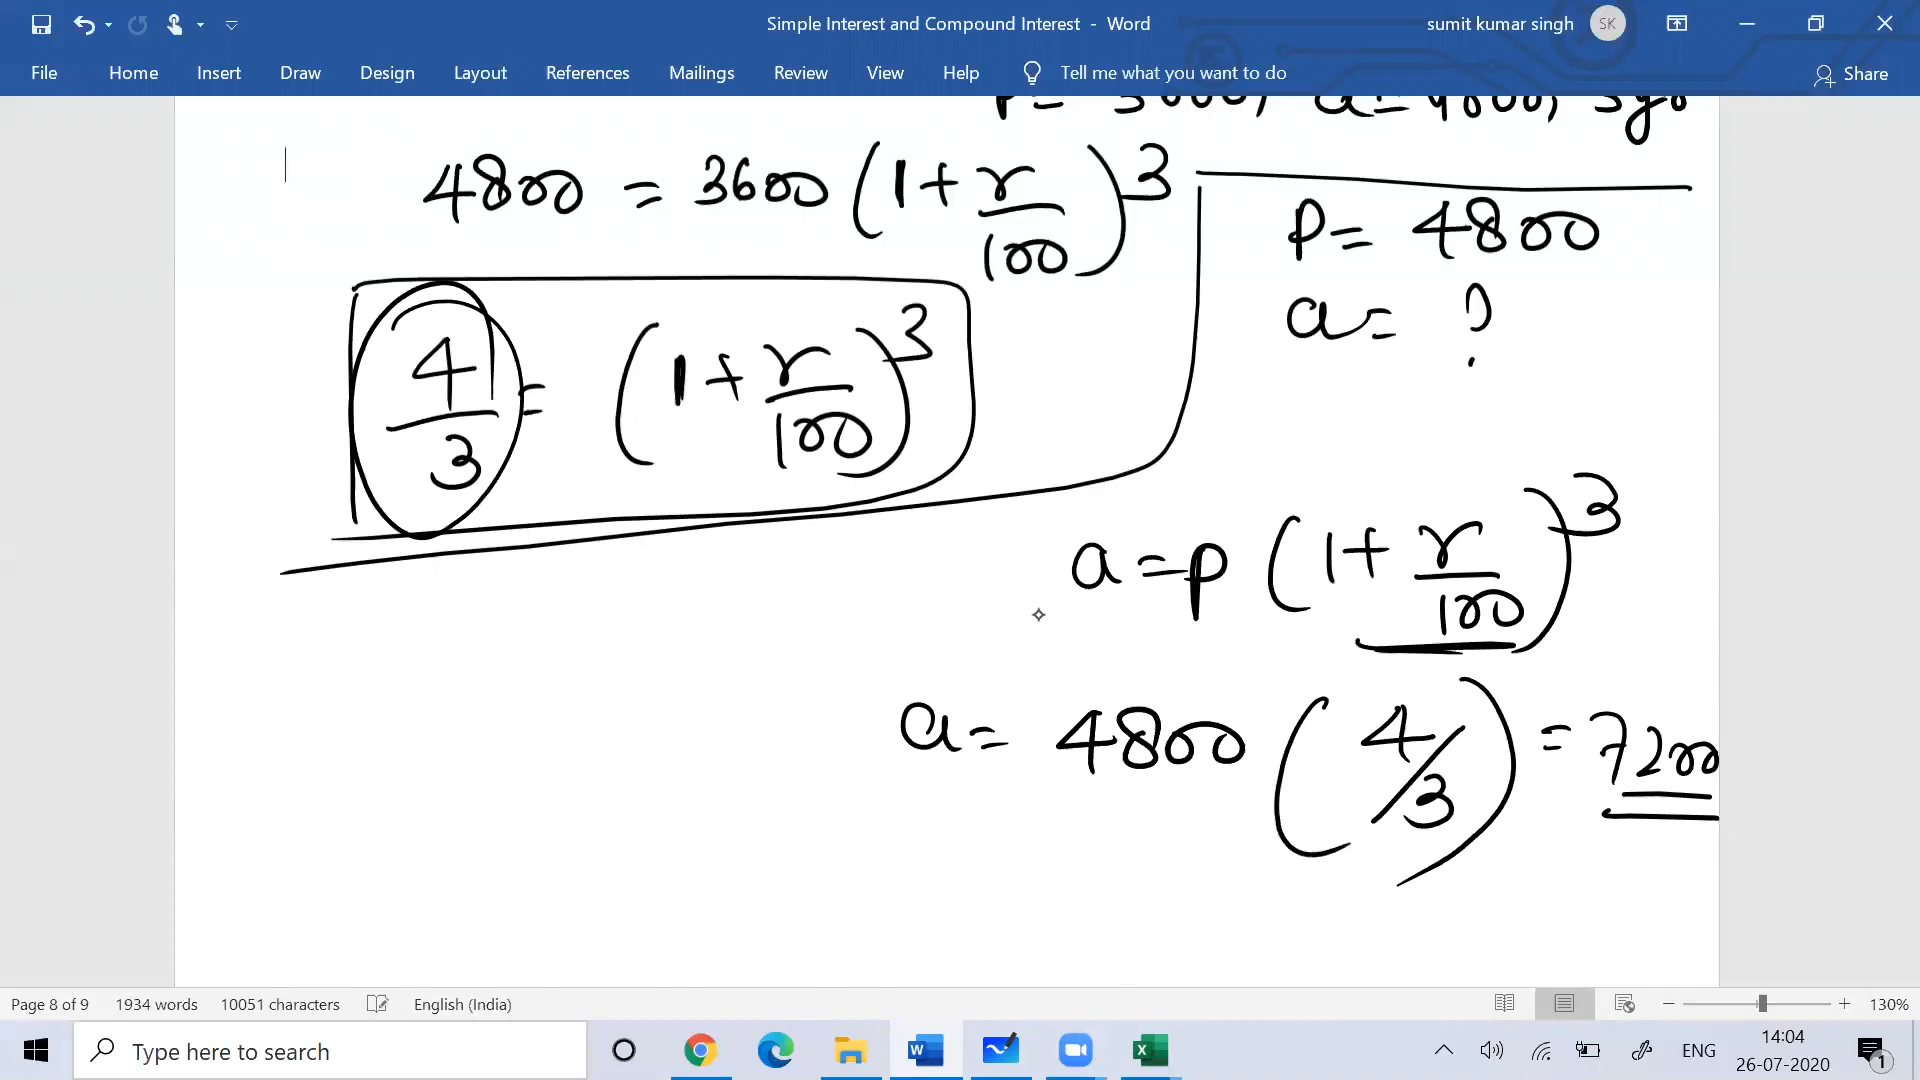 Simple Interest and Compound Interest - Word
sumit kumar singh SK
File Home Insert Draw Design Layout References Mailings Review View Help Tell me what you want to do Share
4800 = 3600 (1 + r/100)^3
4/3 = (1 + r/100)^3
P = 4800
a = ?
a = p (1 + r/100)^3
a = 4800 (4/3) = 7200
Page 8 of 9 1934 words 10051 characters English (India) 130%
Type here to search
ENG
14:04
26-07-2020
1